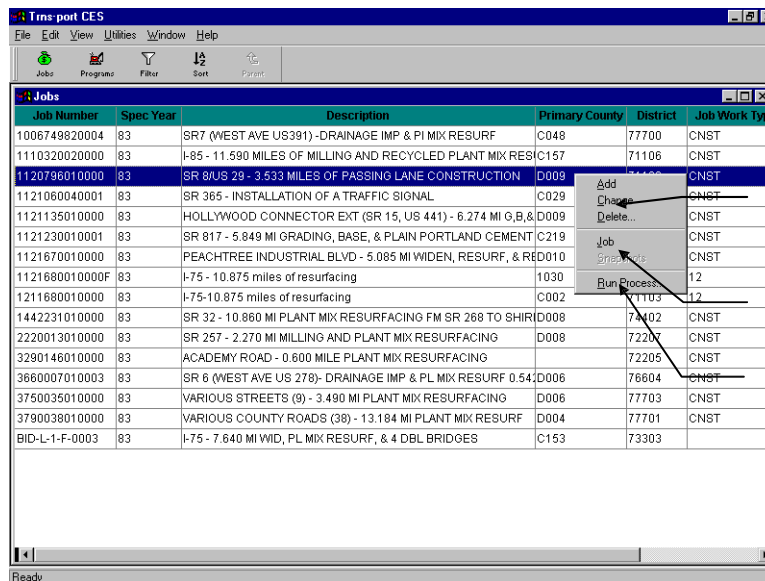 Trns·port CES
File Edit View Utilities Window Help
Jobs Programs Filter Sort Parent
Jobs
Job Number Spec Year Description Primary County District Job Work Typ
1006749820004 83 SR7 (WEST AVE US391) -DRAINAGE IMP & Pl MIX RESURF C048 77700 CNST
1110320020000 83 I-85 - 11.590 MILES OF MILLING AND RECYCLED PLANT MIX RES C157 71106 CNST
1120796010000 83 SR 8/US 29 - 3.533 MILES OF PASSING LANE CONSTRUCTION D009
1121060040001 83 SR 365 - INSTALLATION OF A TRAFFIC SIGNAL C029 CNST
1121135010000 83 HOLLYWOOD CONNECTOR EXT (SR 15, US 441) - 6.274 MI G,B,& D009 CNST
1121230010001 83 SR 817 - 5.849 MI GRADING, BASE, & PLAIN PORTLAND CEMENT C219 CNST
1121670010000 83 PEACHTREE INDUSTRIAL BLVD - 5.085 MI WIDEN, RESURF, & RE D010 CNST
1121680010000F 83 I-75 - 10.875 miles of resurfacing 1030 12
1211680010000 83 I-75-10.875 miles of resurfacing C002 71103 12
1442231010000 83 SR 32 - 10.860 MI PLANT MIX RESURFACING FM SR 268 TO SHIRI D008 74402 CNST
2220013010000 83 SR 257 - 2.270 MI MILLING AND PLANT MIX RESURFACING D008 72207 CNST
3290146010000 83 ACADEMY ROAD - 0.600 MILE PLANT MIX RESURFACING 72205 CNST
3660007010003 83 SR 6 (WEST AVE US 278)- DRAINAGE IMP & PL MIX RESURF 0.542 D006 76604 CNST
3750035010000 83 VARIOUS STREETS (9) - 3.490 MI PLANT MIX RESURFACING D006 77703 CNST
3790038010000 83 VARIOUS COUNTY ROADS (38) - 13.184 MI PLANT MIX RESURF D004 77701 CNST
BID-L-1-F-0003 83 I-75 - 7.640 MI WID, PL MIX RESURF, & 4 DBL BRIDGES C153 73303
Add
Change
Delete...
Job
Snapshots
Run Process...
Ready